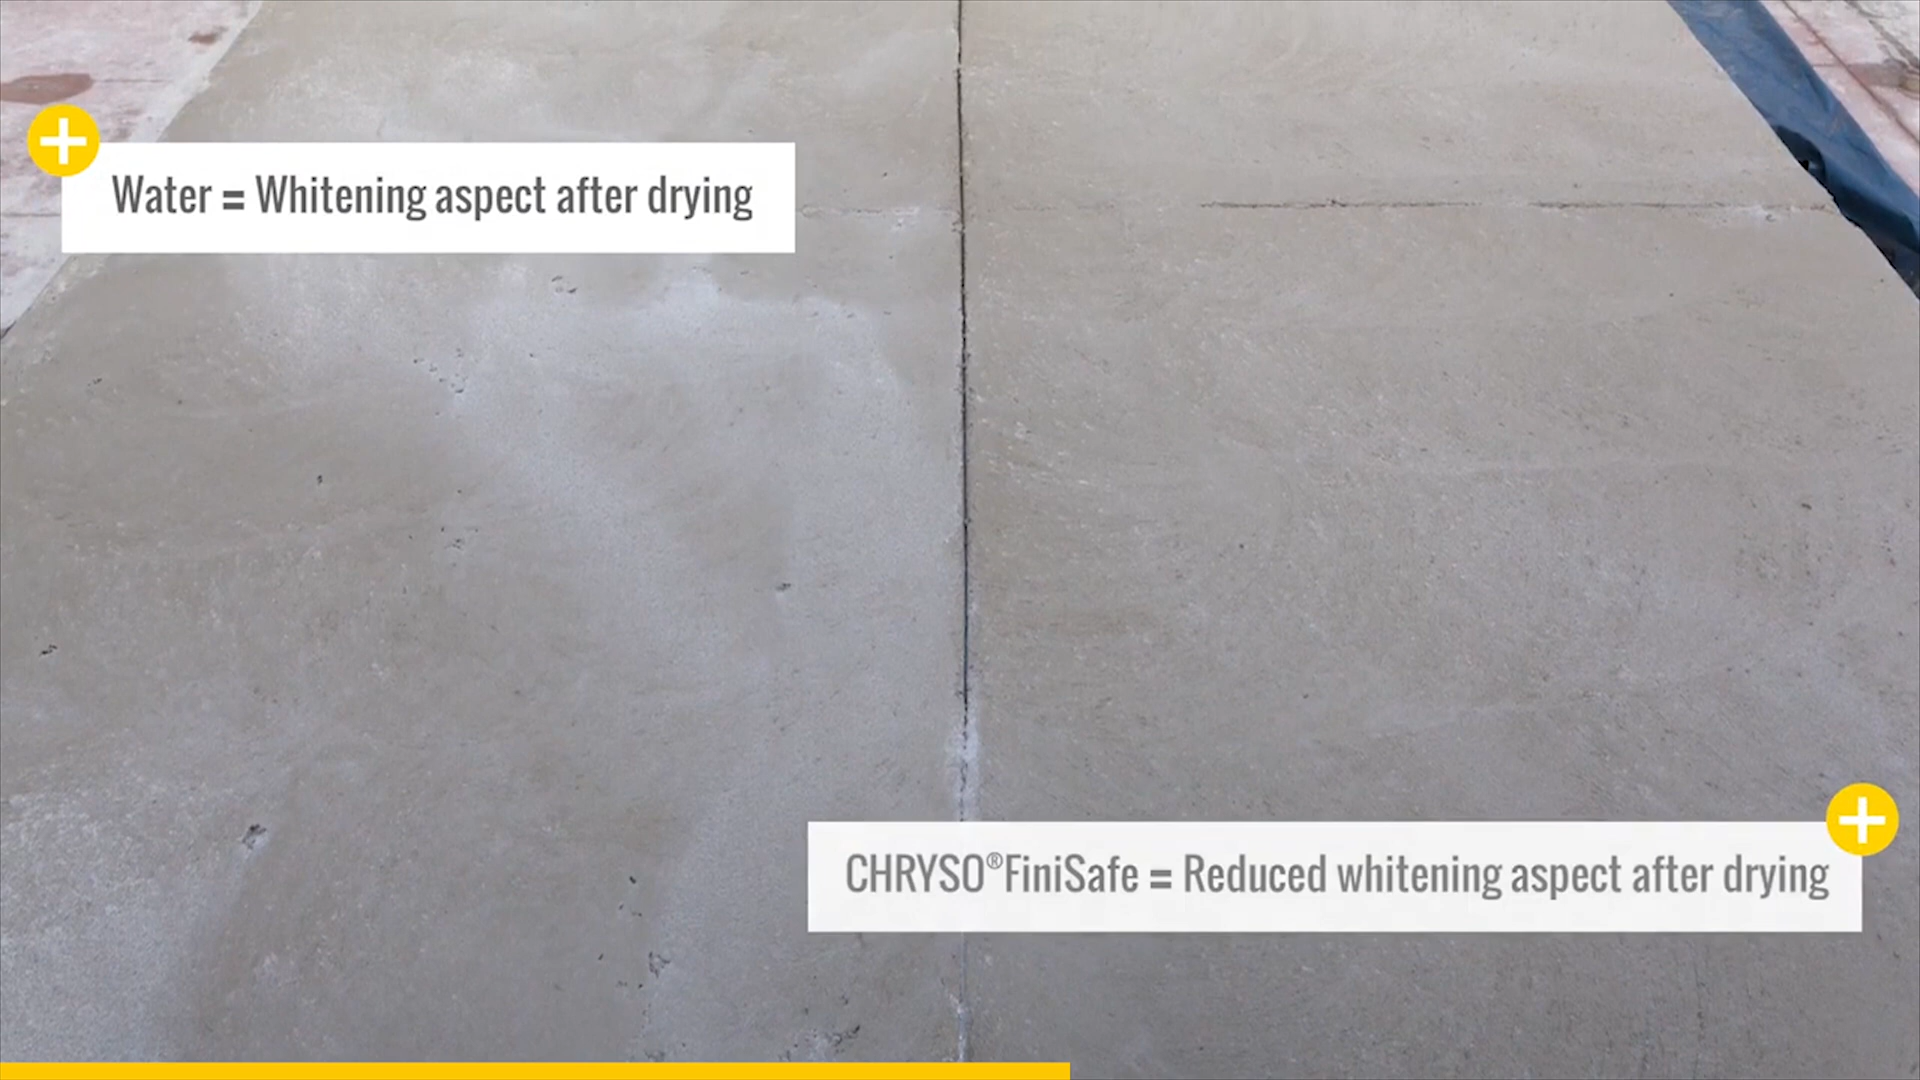 Water = Whitening aspect after drying
CHRYSO®FiniSafe = Reduced whitening aspect after drying